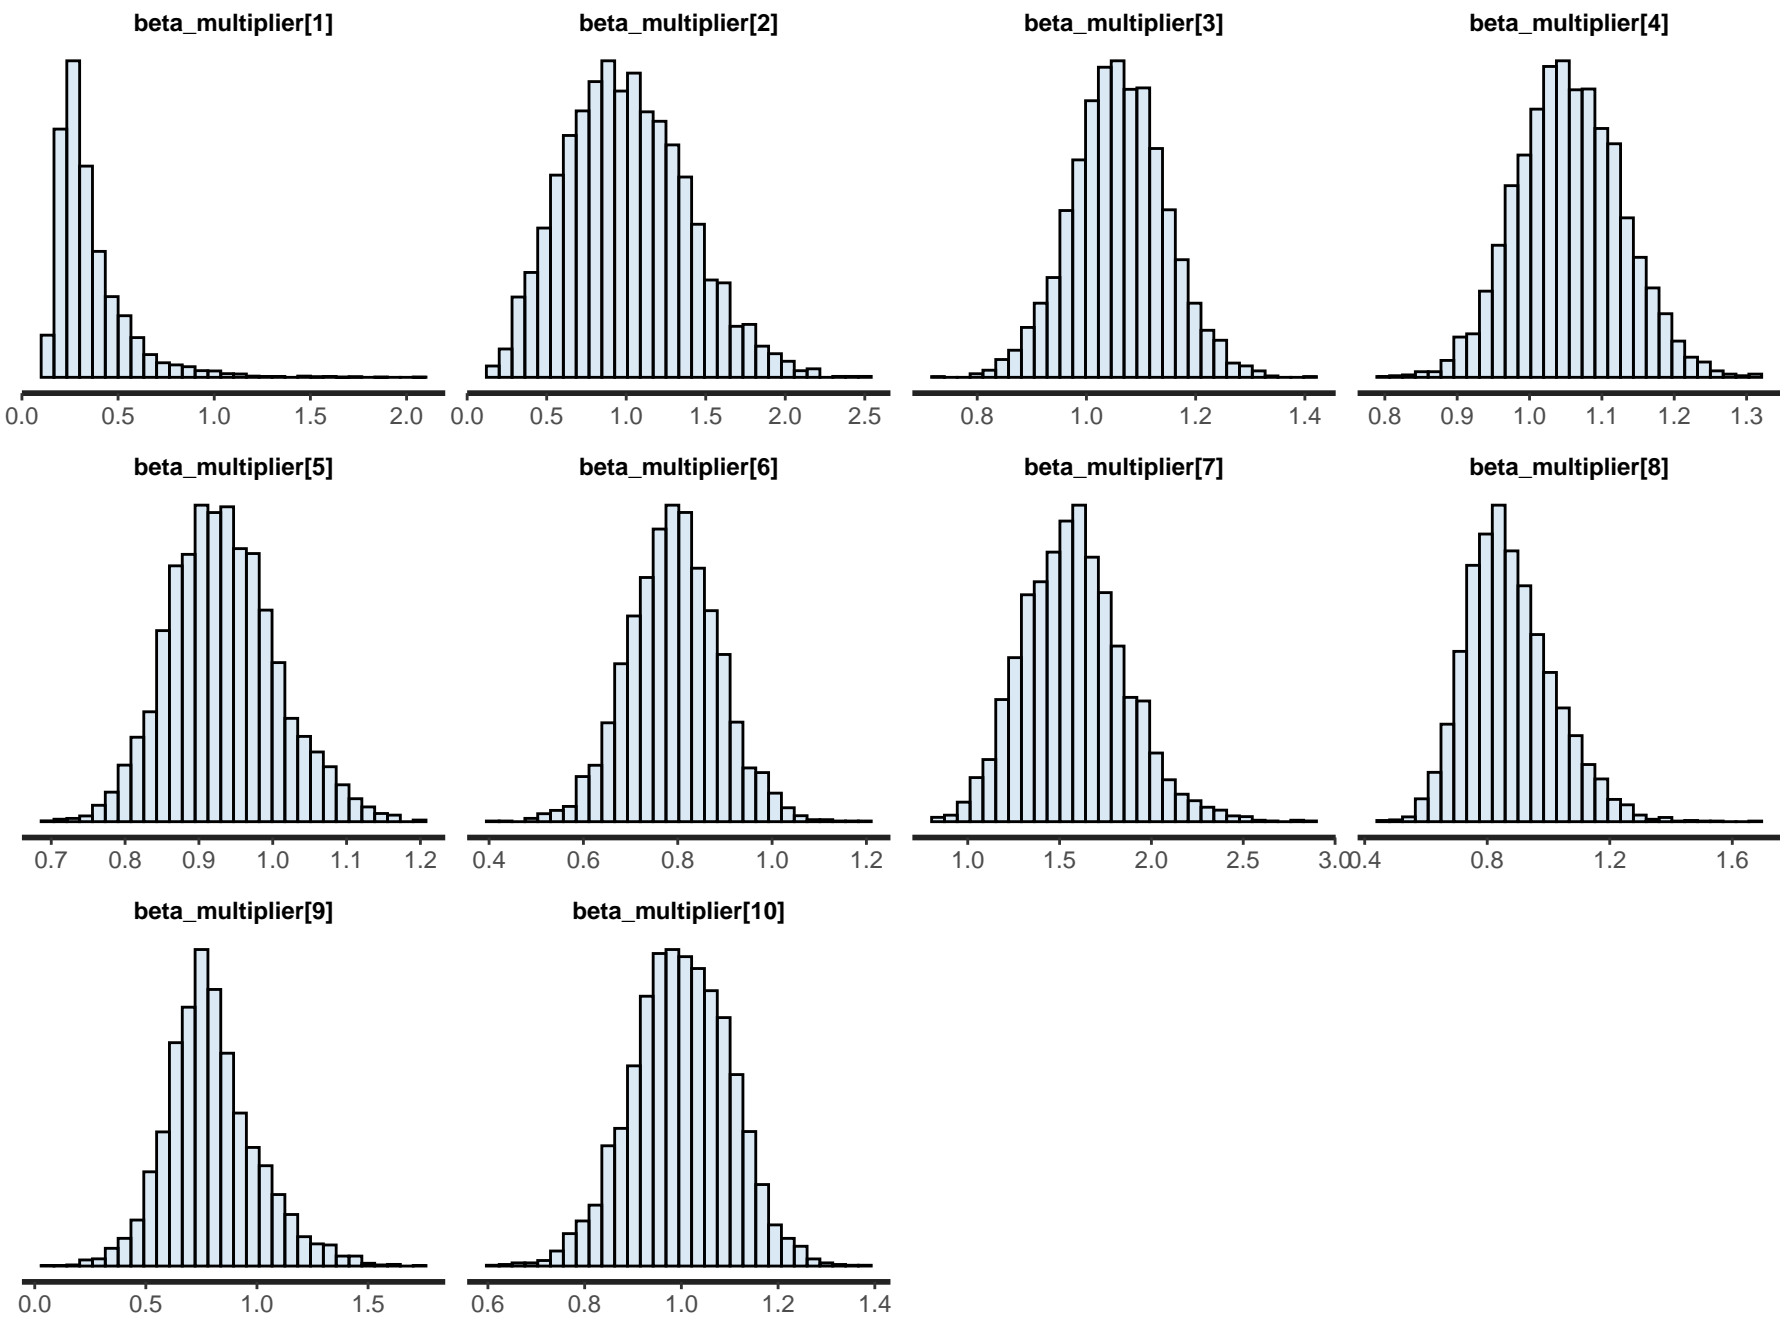 beta_multiplier[1] beta_multiplier[2] beta_multiplier[3] beta_multiplier[4]
0.0 0.5 1.0 1.5 2.0 0.0 0.5 1.0 1.5 2.0 2.5 0.8 1.0 1.2 1.4 0.8 0.9 1.0 1.1 1.2 1.3
beta_multiplier[5] beta_multiplier[6] beta_multiplier[7] beta_multiplier[8]
0.7 0.8 0.9 1.0 1.1 1.2 0.4 0.6 0.8 1.0 1.2 1.0 1.5 2.0 2.5 3.0 0.4 0.8 1.2 1.6
beta_multiplier[9] beta_multiplier[10]
0.0 0.5 1.0 1.5 0.6 0.8 1.0 1.2 1.4